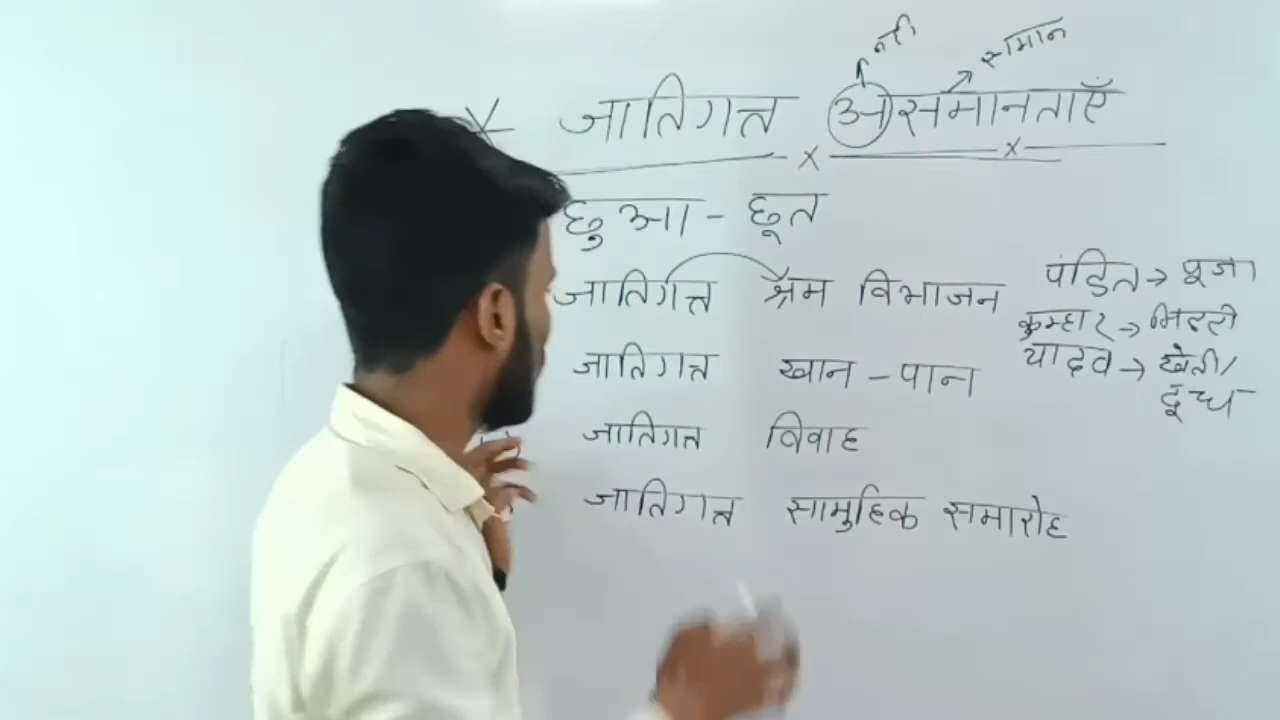 नही समान
जातिगत असमानताएँ
छुआ - छूत
जातिगत श्रम विभाजन
पंडित → पूजा
कुम्हार → मिट्टी
यादव → खेती/
दूध
जातिगत खान - पान
जातिगत विवाह
जातिगत सामुहिक समारोह